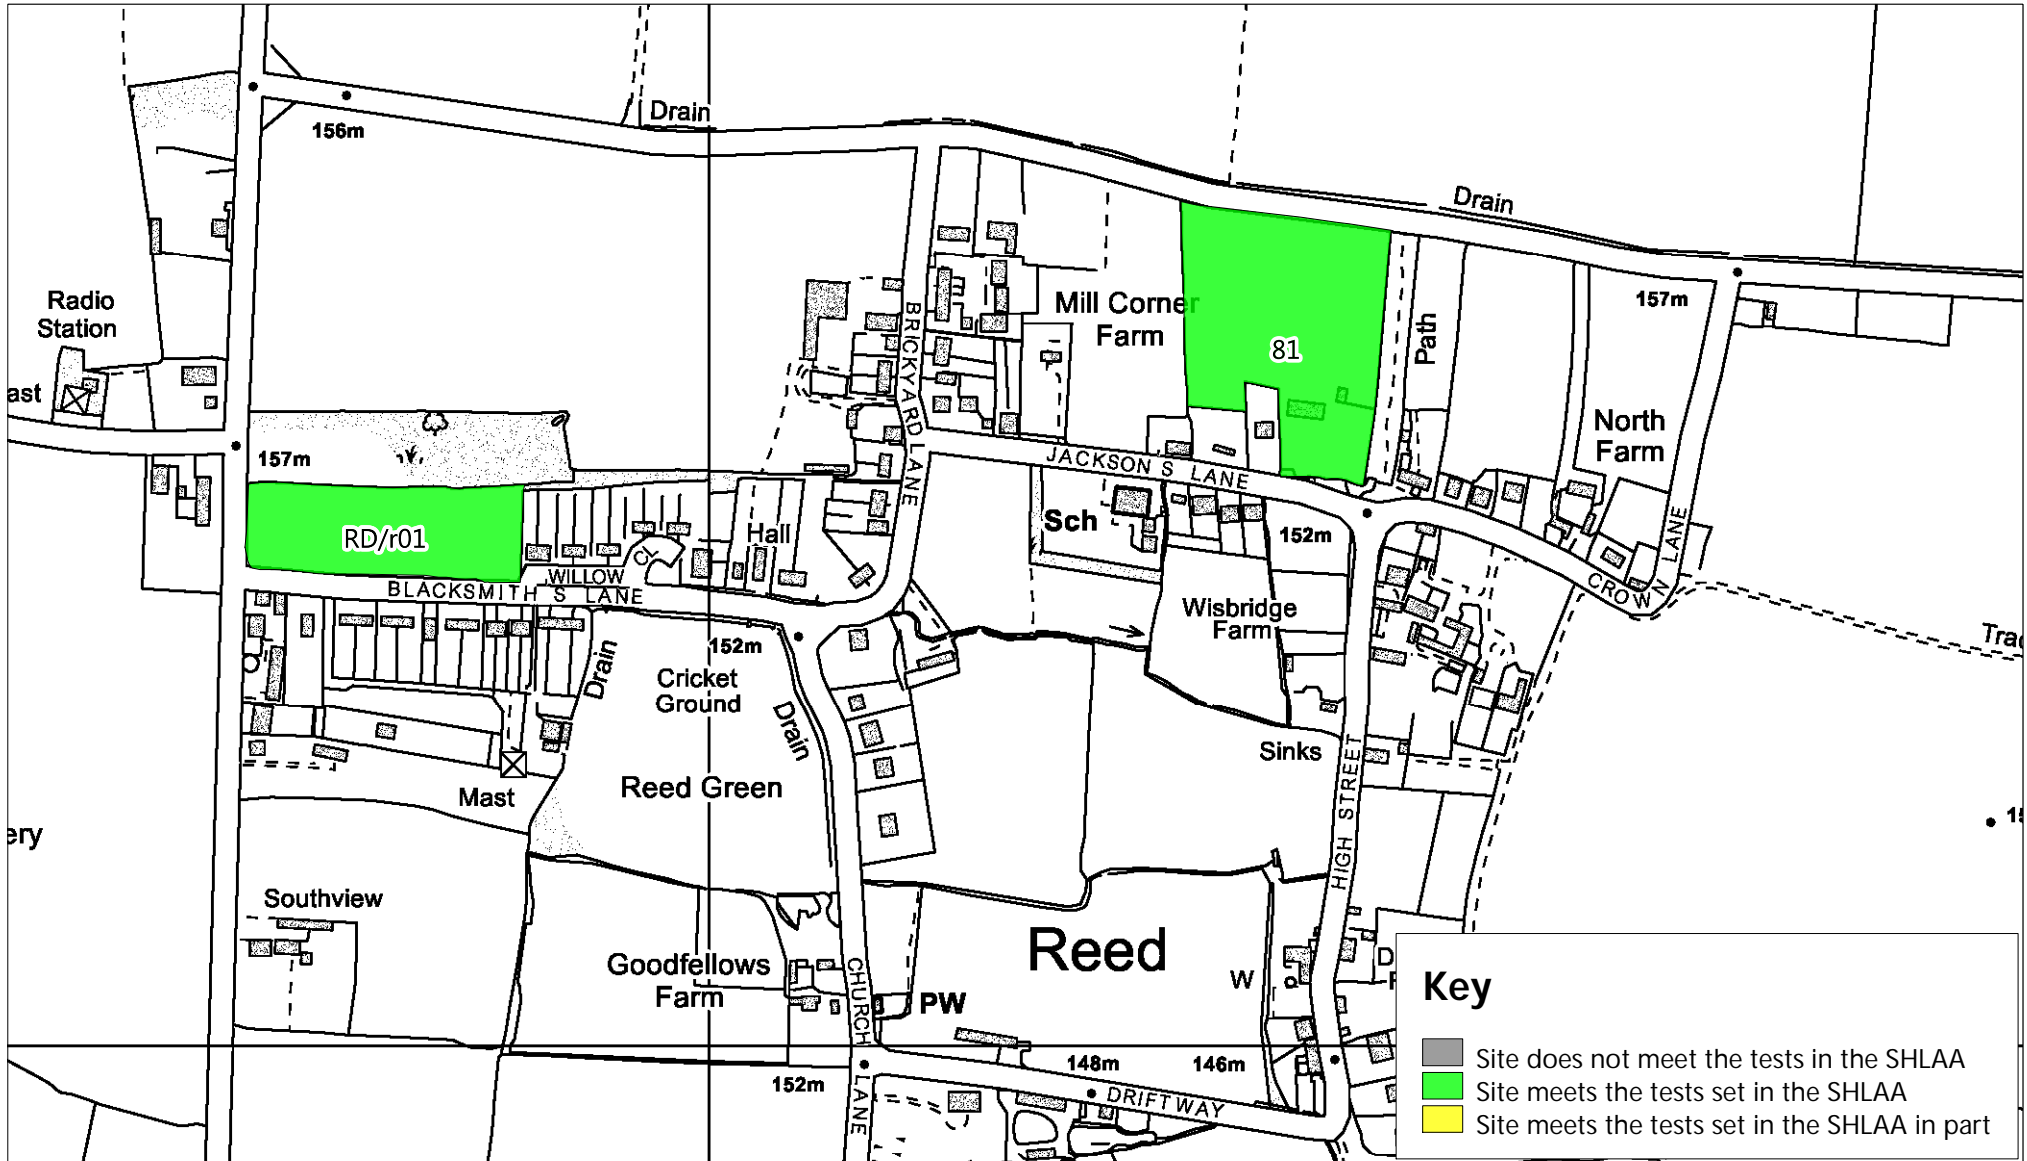 Drain
156m
Drain
Radio
Station
Mill Corner
Farm
157m
BRICKYARD LANE
81
Path
ast
North
Farm
157m
JACKSON S LANE
RD/r01
Hall
Sch
152m
WILLOW CL
BLACKSMITH S LANE
CROWN LANE
Wisbridge
Farm
Drain
152m
Cricket
Ground
Drain
Trac
Sinks
Reed Green
Mast
HIGH STREET
ery
15
Southview
Goodfellows
Farm
Reed
W
D
F
PW
CHURCH LANE
152m
148m
146m
DRIFTWAY
Key
Site does not meet the tests in the SHLAA
Site meets the tests set in the SHLAA
Site meets the tests set in the SHLAA in part